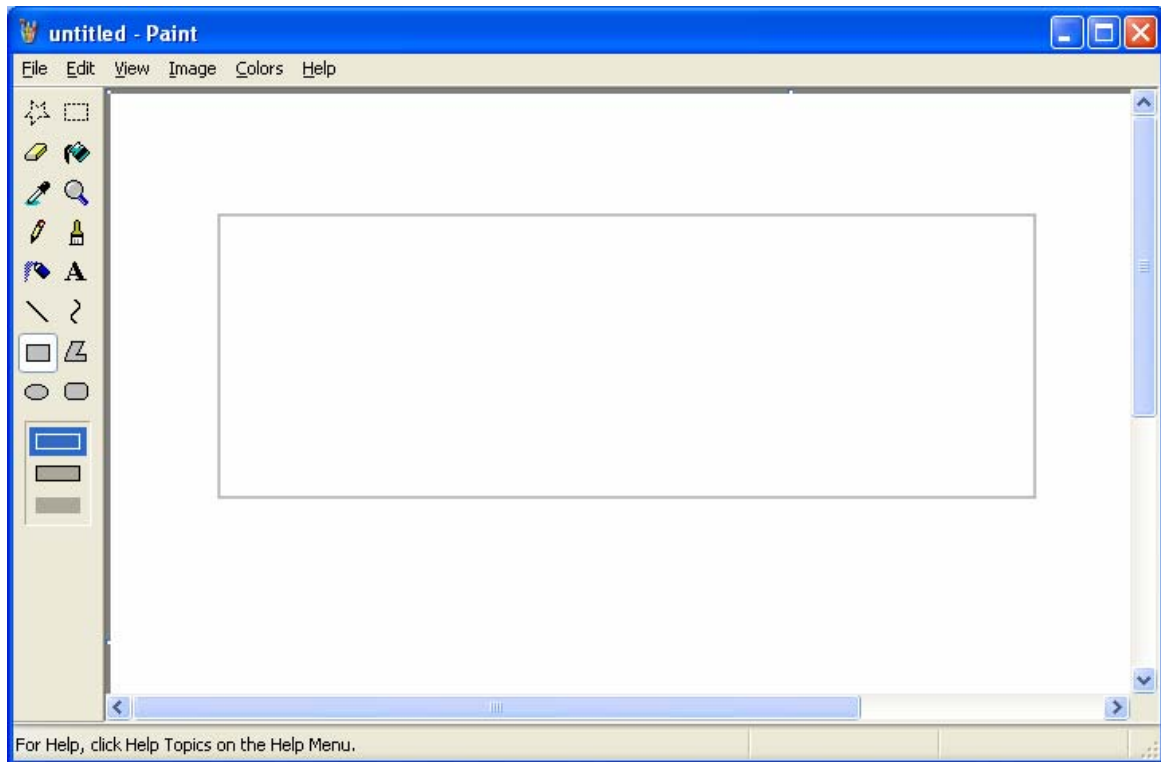 untitled - Paint
File Edit View Image Colors Help
A
For Help, click Help Topics on the Help Menu.